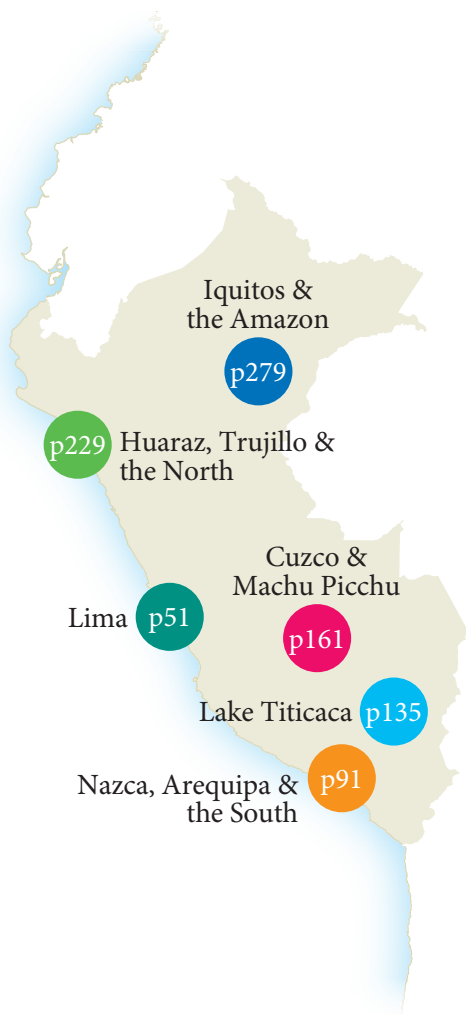 Iquitos &
the Amazon
p279
p229
Huaraz, Trujillo &
the North
Cuzco &
Machu Picchu
Lima
p51
p161
Lake Titicaca
p135
Nazca, Arequipa &
the South
p91